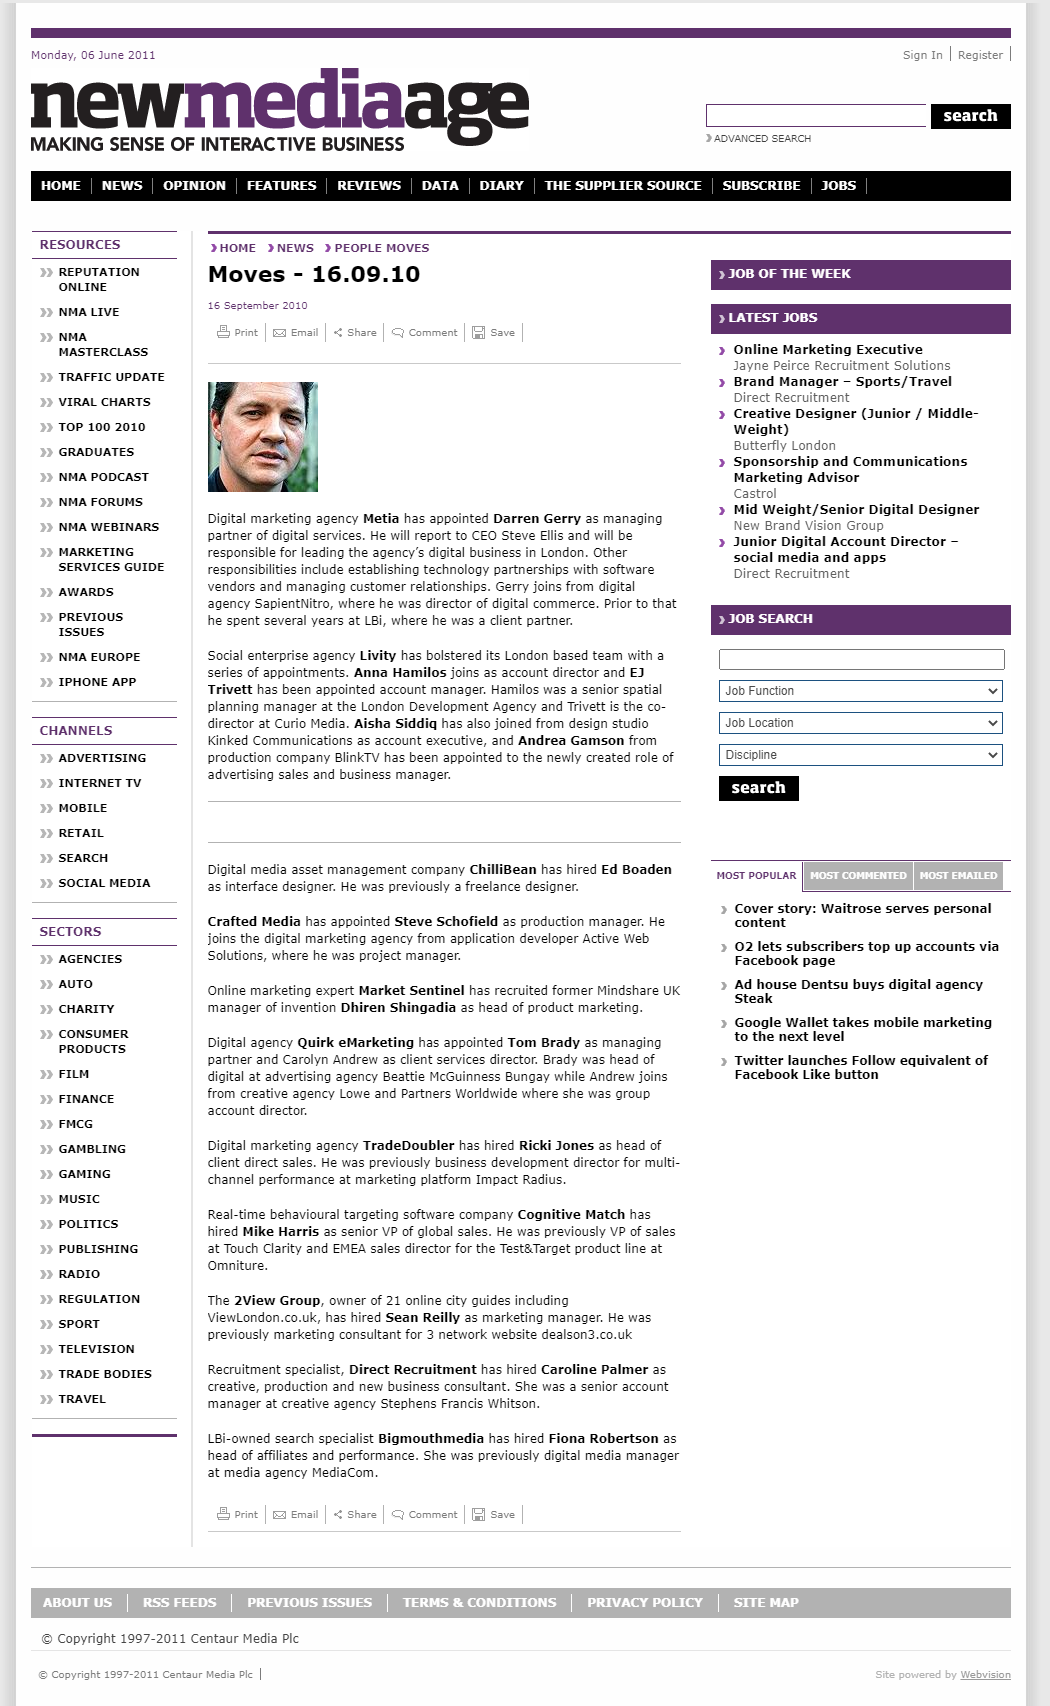 Monday, 06 June 2011
Sign In
Register
newmediaage
MAKING SENSE OF INTERACTIVE BUSINESS
search
ADVANCED SEARCH
HOME
NEWS
OPINION
FEATURES
REVIEWS
DATA
DIARY
THE SUPPLIER SOURCE
SUBSCRIBE
JOBS
RESOURCES
REPUTATION
ONLINE
NMA LIVE
NMA
MASTERCLASS
TRAFFIC UPDATE
VIRAL CHARTS
TOP 100 2010
GRADUATES
NMA PODCAST
NMA FORUMS
NMA WEBINARS
MARKETING
SERVICES GUIDE
AWARDS
PREVIOUS
ISSUES
NMA EUROPE
IPHONE APP
CHANNELS
ADVERTISING
INTERNET TV
MOBILE
RETAIL
SEARCH
SOCIAL MEDIA
SECTORS
AGENCIES
AUTO
CHARITY
CONSUMER
PRODUCTS
FILM
FINANCE
FMCG
GAMBLING
GAMING
MUSIC
POLITICS
PUBLISHING
RADIO
REGULATION
SPORT
TELEVISION
TRADE BODIES
TRAVEL
HOME
NEWS
PEOPLE MOVES
Moves - 16.09.10
16 September 2010
Print
Email
Share
Comment
Save
Digital marketing agency Metia has appointed Darren Gerry as managing
partner of digital services. He will report to CEO Steve Ellis and will be
responsible for leading the agency’s digital business in London. Other
responsibilities include establishing technology partnerships with software
vendors and managing customer relationships. Gerry joins from digital
agency SapientNitro, where he was director of digital commerce. Prior to that
he spent several years at LBi, where he was a client partner.
Social enterprise agency Livity has bolstered its London based team with a
series of appointments. Anna Hamilos joins as account director and EJ
Trivett has been appointed account manager. Hamilos was a senior spatial
planning manager at the London Development Agency and Trivett is the co-
director at Curio Media. Aisha Siddiq has also joined from design studio
Kinked Communications as account executive, and Andrea Gamson from
production company BlinkTV has been appointed to the newly created role of
advertising sales and business manager.
Digital media asset management company ChilliBean has hired Ed Boaden
as interface designer. He was previously a freelance designer.
Crafted Media has appointed Steve Schofield as production manager. He
joins the digital marketing agency from application developer Active Web
Solutions, where he was project manager.
Online marketing expert Market Sentinel has recruited former Mindshare UK
manager of invention Dhiren Shingadia as head of product marketing.
Digital agency Quirk eMarketing has appointed Tom Brady as managing
partner and Carolyn Andrew as client services director. Brady was head of
digital at advertising agency Beattie McGuinness Bungay while Andrew joins
from creative agency Lowe and Partners Worldwide where she was group
account director.
Digital marketing agency TradeDoubler has hired Ricki Jones as head of
client direct sales. He was previously business development director for multi-
channel performance at marketing platform Impact Radius.
Real-time behavioural targeting software company Cognitive Match has
hired Mike Harris as senior VP of global sales. He was previously VP of sales
at Touch Clarity and EMEA sales director for the Test&Target product line at
Omniture.
The 2View Group, owner of 21 online city guides including
ViewLondon.co.uk, has hired Sean Reilly as marketing manager. He was
previously marketing consultant for 3 network website dealson3.co.uk
Recruitment specialist, Direct Recruitment has hired Caroline Palmer as
creative, production and new business consultant. She was a senior account
manager at creative agency Stephens Francis Whitson.
LBi-owned search specialist Bigmouthmedia has hired Fiona Robertson as
head of affiliates and performance. She was previously digital media manager
at media agency MediaCom.
Print
Email
Share
Comment
Save
JOB OF THE WEEK
LATEST JOBS
Online Marketing Executive
Jayne Peirce Recruitment Solutions
Brand Manager – Sports/Travel
Direct Recruitment
Creative Designer (Junior / Middle-
Weight)
Butterfly London
Sponsorship and Communications
Marketing Advisor
Castrol
Mid Weight/Senior Digital Designer
New Brand Vision Group
Junior Digital Account Director –
social media and apps
Direct Recruitment
JOB SEARCH
Job Function
Job Location
Discipline
search
MOST POPULAR
MOST COMMENTED
MOST EMAILED
Cover story: Waitrose serves personal
content
O2 lets subscribers top up accounts via
Facebook page
Ad house Dentsu buys digital agency
Steak
Google Wallet takes mobile marketing
to the next level
Twitter launches Follow equivalent of
Facebook Like button
ABOUT US
RSS FEEDS
PREVIOUS ISSUES
TERMS & CONDITIONS
PRIVACY POLICY
SITE MAP
© Copyright 1997-2011 Centaur Media Plc
© Copyright 1997-2011 Centaur Media Plc
Site powered by Webvision